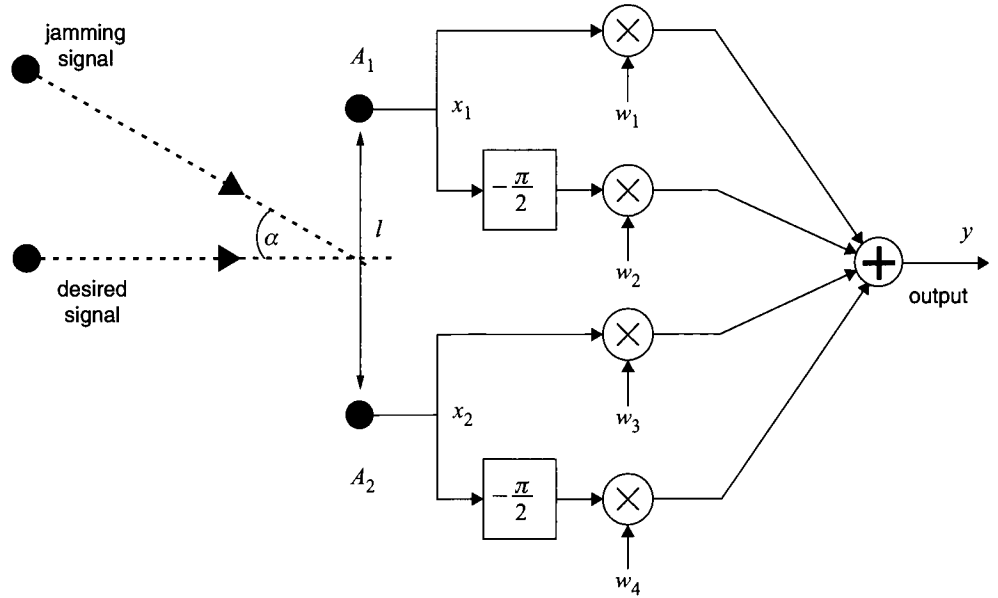 jamming
signal
A₁
x₁
w₁
−π/2
w₂
α
l
desired
signal
y
output
x₂
w₃
A₂
−π/2
w₄